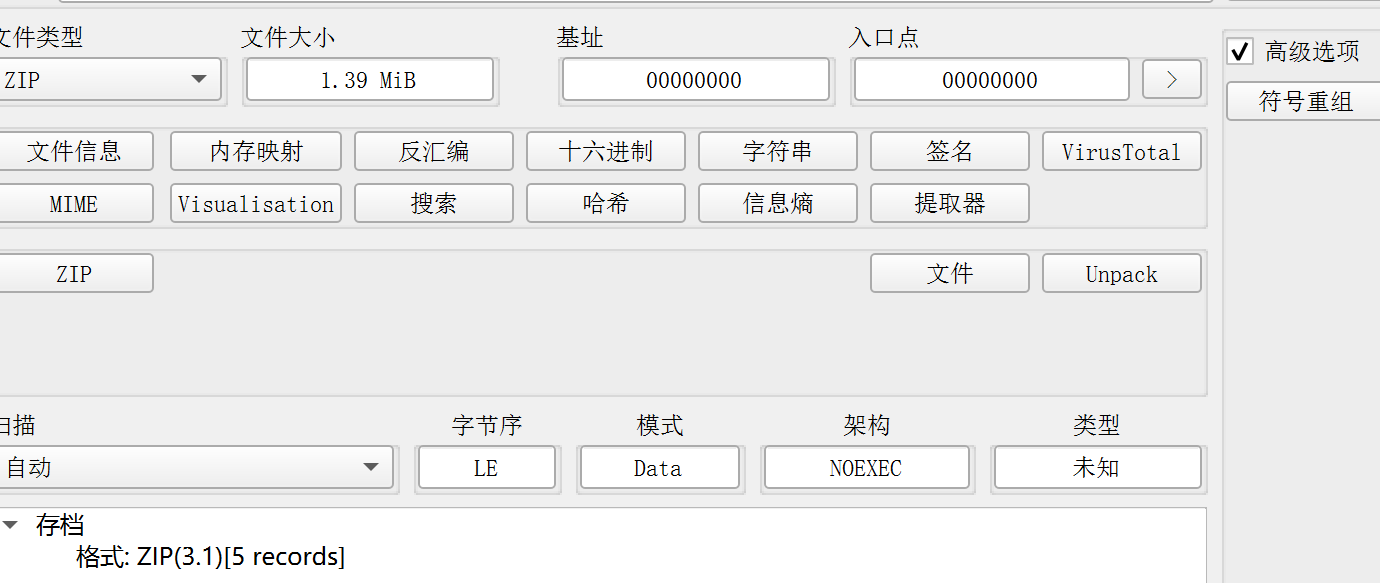 文件类型 文件大小 基址 入口点
ZIP 1.39 MiB 00000000 00000000 > 高级选项
符号重组
文件信息 内存映射 反汇编 十六进制 字符串 签名 VirusTotal
MIME Visualisation 搜索 哈希 信息熵 提取器
ZIP 文件 Unpack
扫描 字节序 模式 架构 类型
自动 LE Data NOEXEC 未知
存档
格式: ZIP(3.1)[5 records]